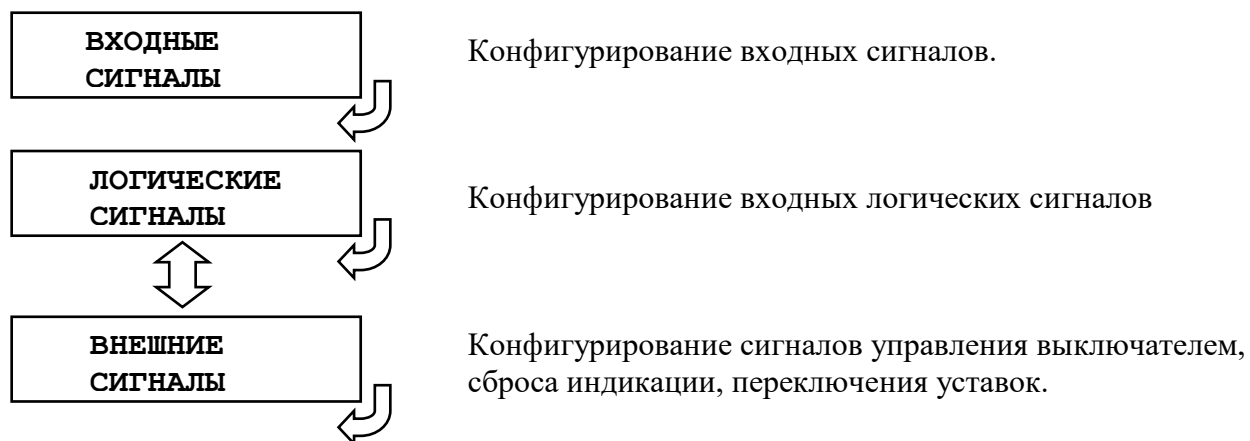 ВХОДНЫЕ
СИГНАЛЫ
Конфигурирование входных сигналов.
ЛОГИЧЕСКИЕ
СИГНАЛЫ
Конфигурирование входных логических сигналов
ВНЕШНИЕ
СИГНАЛЫ
Конфигурирование сигналов управления выключателем,
сброса индикации, переключения уставок.